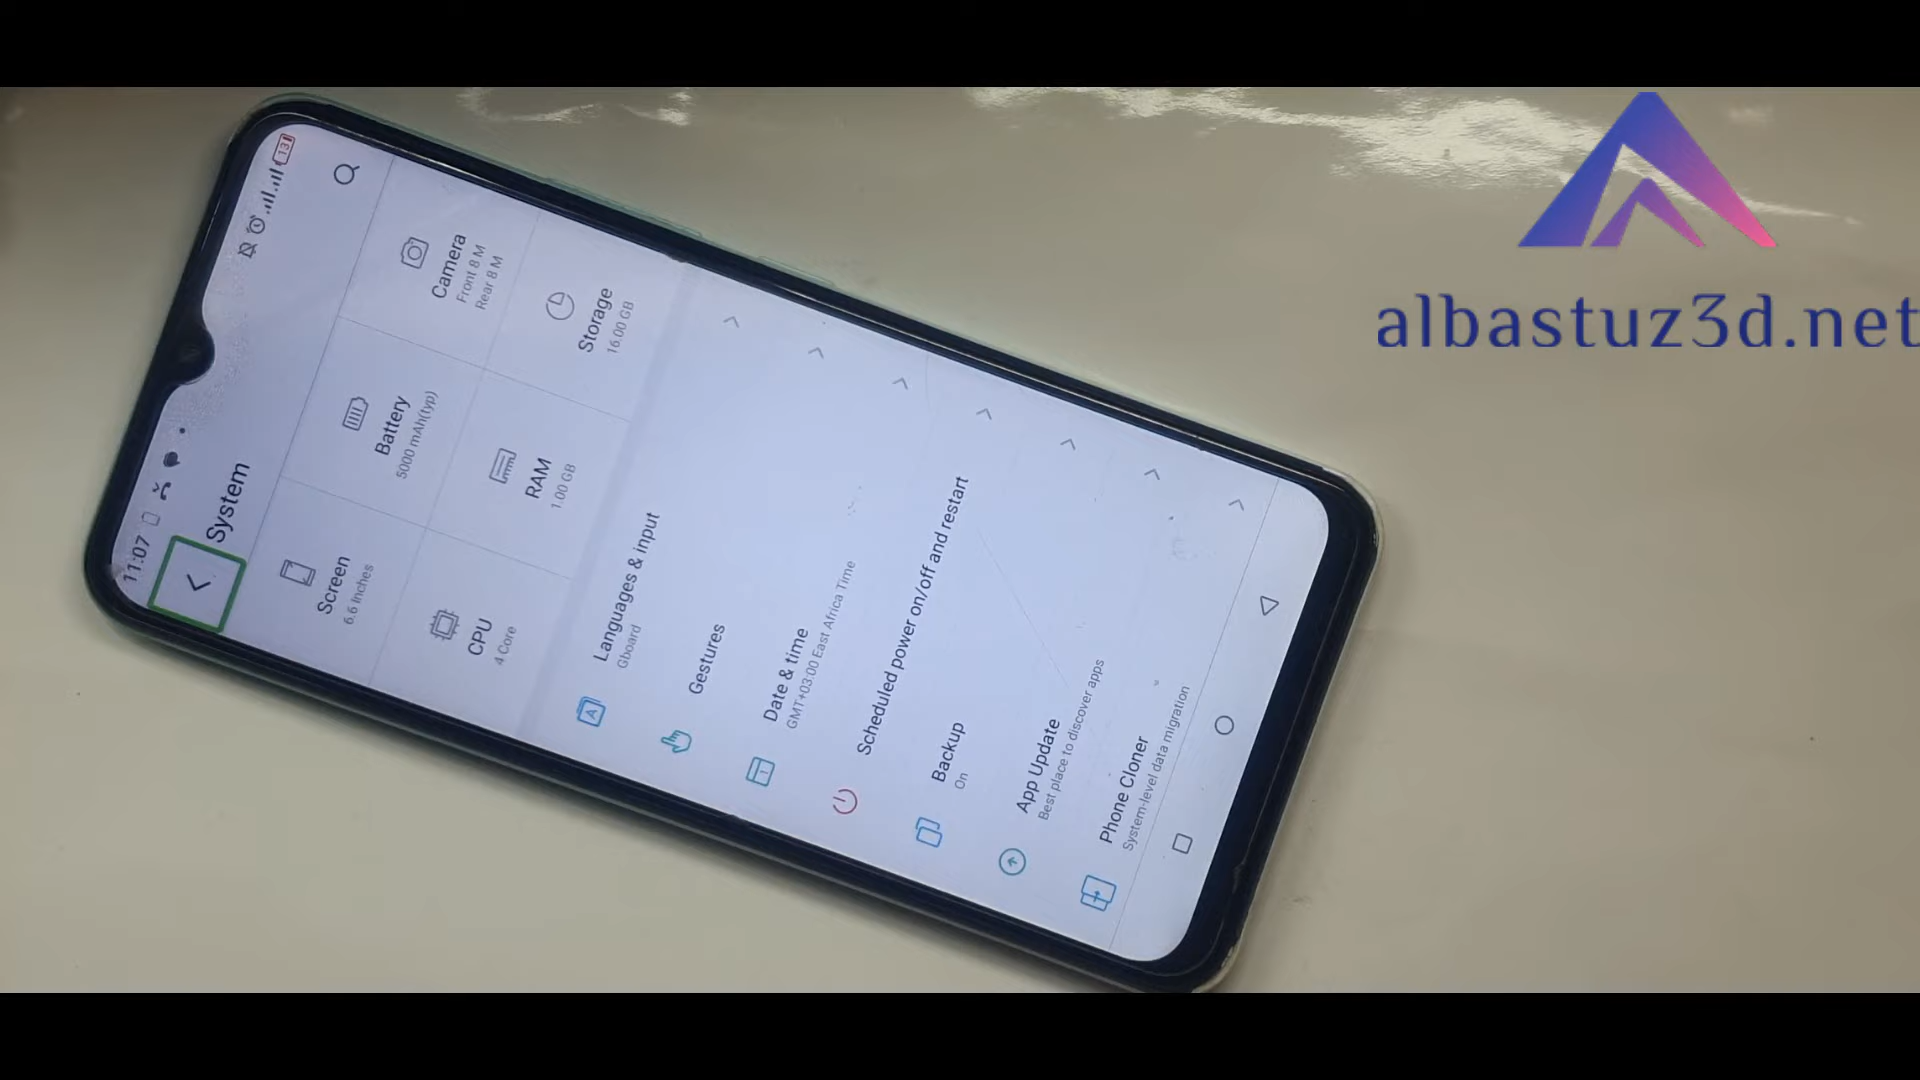 11:07
131
System
Screen
6.6 Inches
Battery
5000 mAh(typ)
Camera
Front 8 M
Rear 8 M
CPU
4 Core
RAM
1.00 GB
Storage
16.00 GB
Languages & input
Gboard
Gestures
Date & time
GMT+03:00 East Africa Time
Scheduled power on/off and restart
Backup
On
App Update
Best place to discover apps
Phone Cloner
System-level data migration
albastuz3d.net